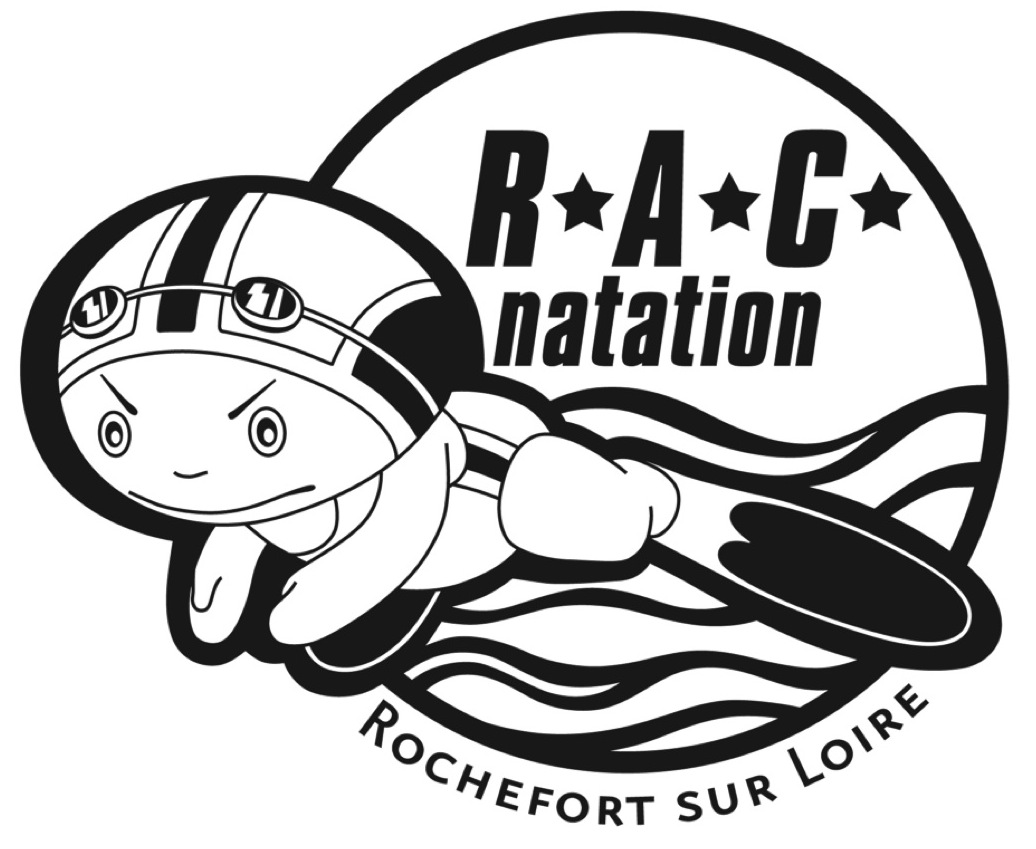 R★A★C★
natation
ROCHEFORT SUR LOIRE